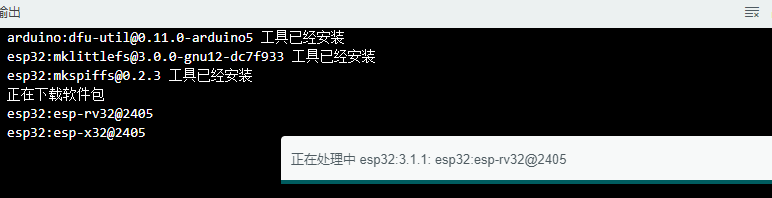 输出
arduino:dfu-util@0.11.0-arduino5 工具已经安装
esp32:mklittlefs@3.0.0-gnu12-dc7f933 工具已经安装
esp32:mkspiffs@0.2.3 工具已经安装
正在下载软件包
esp32:esp-rv32@2405
esp32:esp-x32@2405
正在处理中 esp32:3.1.1: esp32:esp-rv32@2405